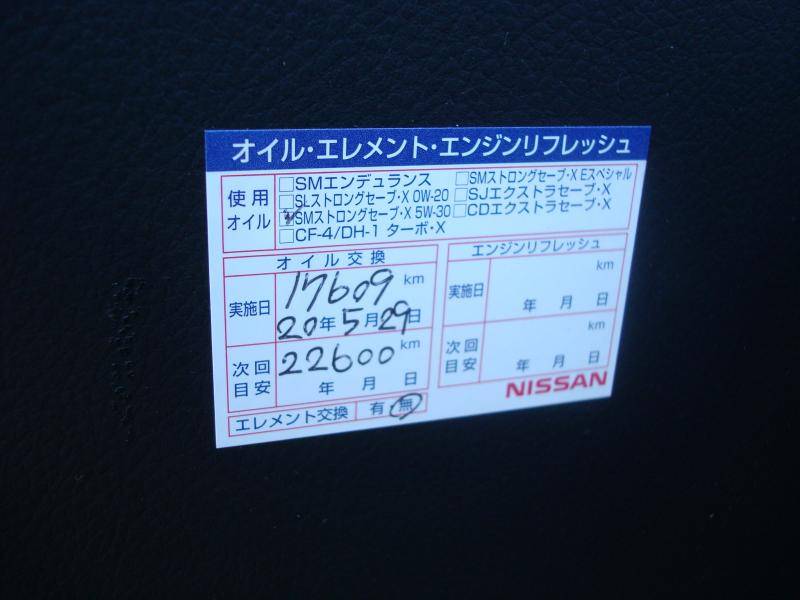 オイル・エレメント・エンジンリフレッシュ
使用オイル
□SMエンデュランス
□SLストロングセーブ・X 0W-20
☑SMストロングセーブ・X 5W-30
□CF-4/DH-1 ターボ・X
□SMストロングセーブ・X Eスペシャル
□SJエクストラセーブ・X
□CDエクストラセーブ・X
オイル交換
実施日 17609 km
20年5月29日
次回目安 22600 km
年 月 日
エレメント交換 有 無
エンジンリフレッシュ
実施日 km
年 月 日
次回目安 km
年 月 日
NISSAN